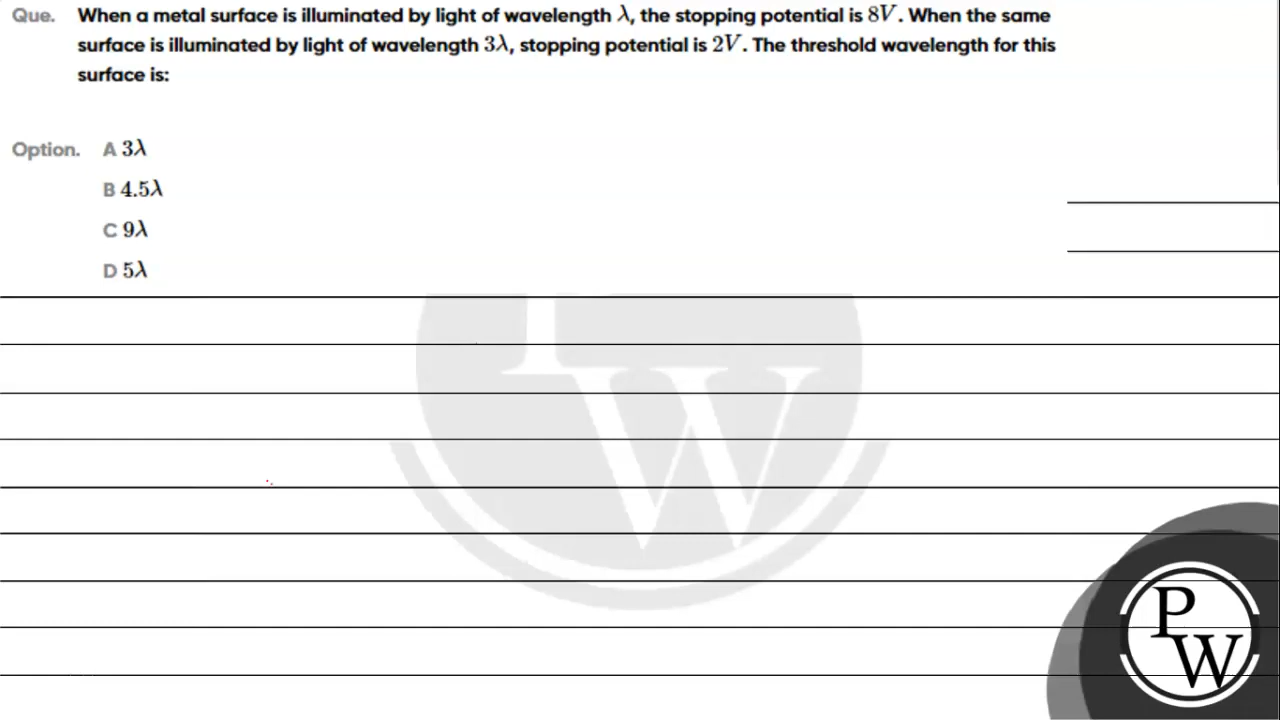 Que. When a metal surface is illuminated by light of wavelength λ, the stopping potential is 8V. When the same
surface is illuminated by light of wavelength 3λ, stopping potential is 2V. The threshold wavelength for this
surface is:
Option. A 3λ
B 4.5λ
C 9λ
D 5λ
PW